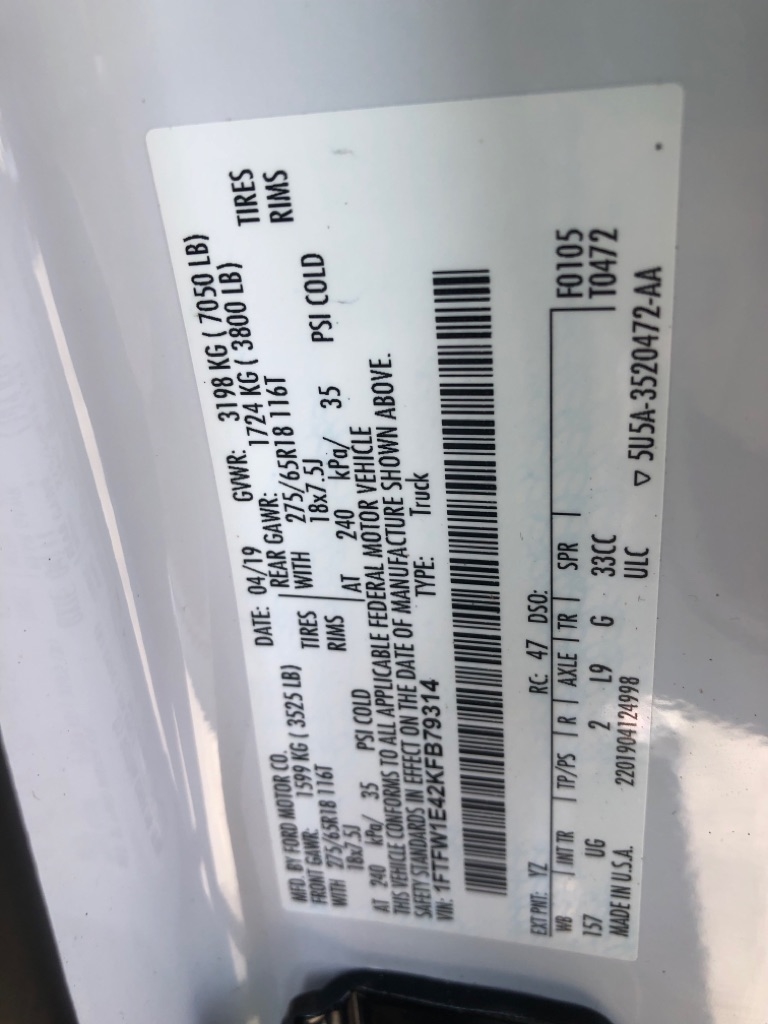 MFD. BY FORD MOTOR CO.
DATE: 04/19 GVWR: 3198 KG ( 7050 LB)
FRONT GAWR: 1599 KG ( 3525 LB) REAR GAWR: 1724 KG ( 3800 LB)
WITH 275/65R18 116T TIRES WITH 275/65R18 116T TIRES
18x7.5J RIMS 18x7.5J RIMS
AT 240 kPa/ 35 PSI COLD AT 240 kPa/ 35 PSI COLD
THIS VEHICLE CONFORMS TO ALL APPLICABLE FEDERAL MOTOR VEHICLE
SAFETY STANDARDS IN EFFECT ON THE DATE OF MANUFACTURE SHOWN ABOVE.
VIN: 1FTFW1E42KFB79314 TYPE: Truck
EXT PNT: YZ RC: 47 DSO: F0105
WB | INT TR | TP/PS | R | AXLE | TR | SPR | T0472
157 UG 2 L9 G 33CC
MADE IN U.S.A. 2201904124998 ULC ▽ 5U5A-3520472-AA